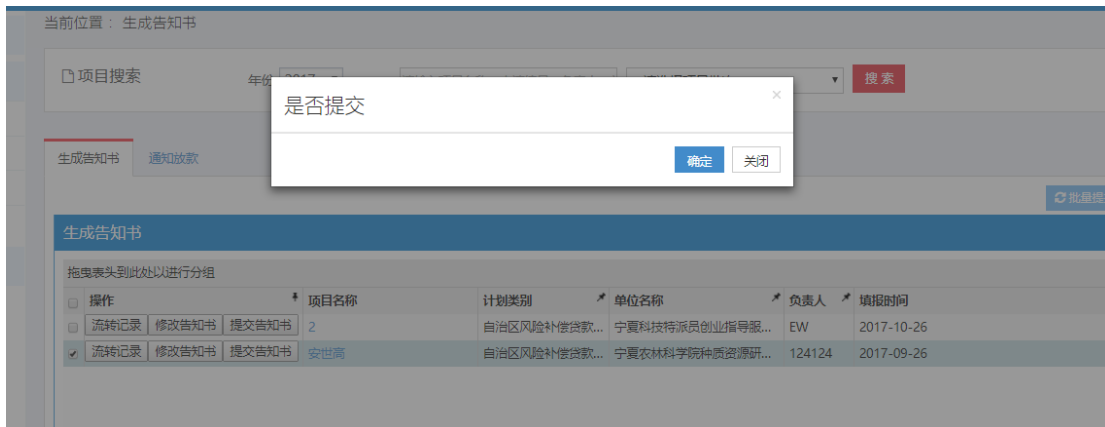 当前位置： 生成告知书
项目搜索
年份
搜 索
是否提交
×
确定 关闭
生成告知书 通知放款
批量提
生成告知书
拖曳表头到此处以进行分组
操作 项目名称 计划类别 单位名称 负责人 填报时间
流转记录 修改告知书 提交告知书 2 自治区风险补偿贷款... 宁夏科技特派员创业指导服... EW 2017-10-26
流转记录 修改告知书 提交告知书 安世高 自治区风险补偿贷款... 宁夏农林科学院种质资源研... 124124 2017-09-26